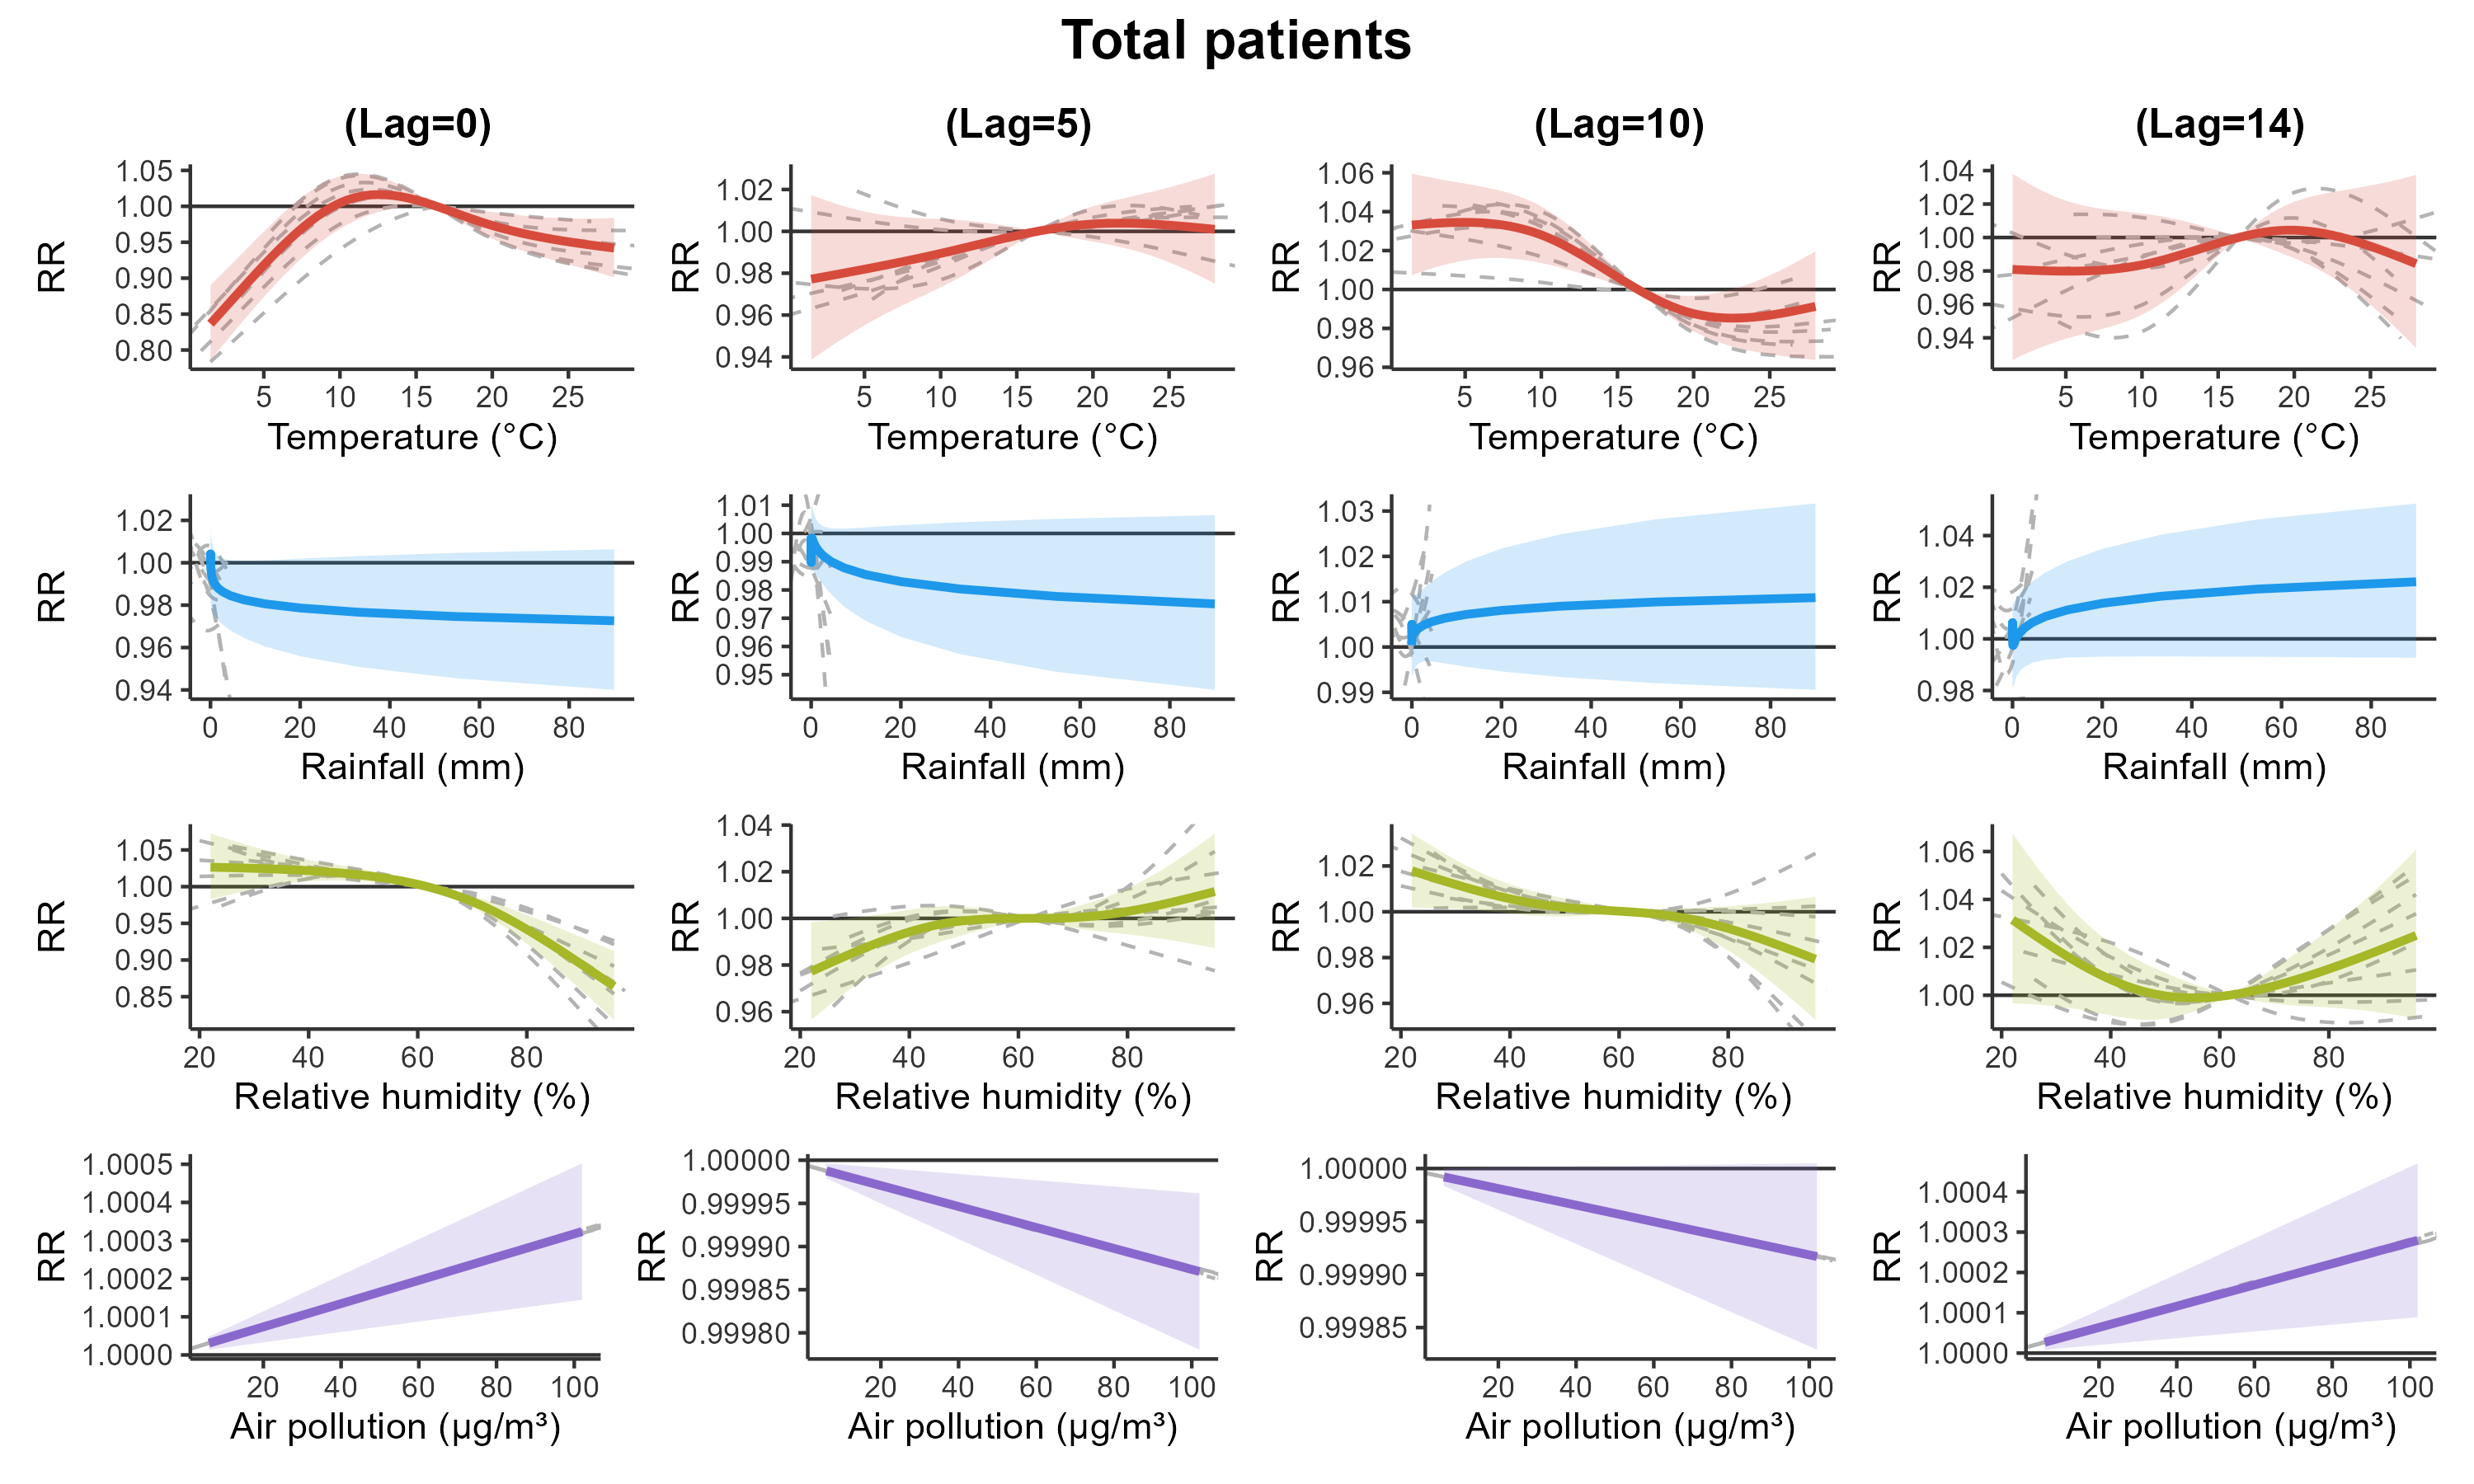 Total patients
(Lag=0) (Lag=5) (Lag=10) (Lag=14)
RR 1.05 1.00 0.95 0.90 0.85 0.80
5 10 15 20 25
Temperature (°C)
RR 1.02 1.00 0.98 0.96 0.94
5 10 15 20 25
Temperature (°C)
RR 1.06 1.04 1.02 1.00 0.98 0.96
5 10 15 20 25
Temperature (°C)
RR 1.04 1.02 1.00 0.98 0.96 0.94
5 10 15 20 25
Temperature (°C)
RR 1.02 1.00 0.98 0.96 0.94
0 20 40 60 80
Rainfall (mm)
RR 1.01 1.00 0.99 0.98 0.97 0.96 0.95
0 20 40 60 80
Rainfall (mm)
RR 1.03 1.02 1.01 1.00 0.99
0 20 40 60 80
Rainfall (mm)
RR 1.04 1.02 1.00 0.98
0 20 40 60 80
Rainfall (mm)
RR 1.05 1.00 0.95 0.90 0.85
20 40 60 80
Relative humidity (%)
RR 1.04 1.02 1.00 0.98 0.96
20 40 60 80
Relative humidity (%)
RR 1.02 1.00 0.98 0.96
20 40 60 80
Relative humidity (%)
RR 1.06 1.04 1.02 1.00
20 40 60 80
Relative humidity (%)
RR 1.0005 1.0004 1.0003 1.0002 1.0001 1.0000
20 40 60 80 100
Air pollution (µg/m³)
RR 1.00000 0.99995 0.99990 0.99985 0.99980
20 40 60 80 100
Air pollution (µg/m³)
RR 1.00000 0.99995 0.99990 0.99985
20 40 60 80 100
Air pollution (µg/m³)
RR 1.0004 1.0003 1.0002 1.0001 1.0000
20 40 60 80 100
Air pollution (µg/m³)